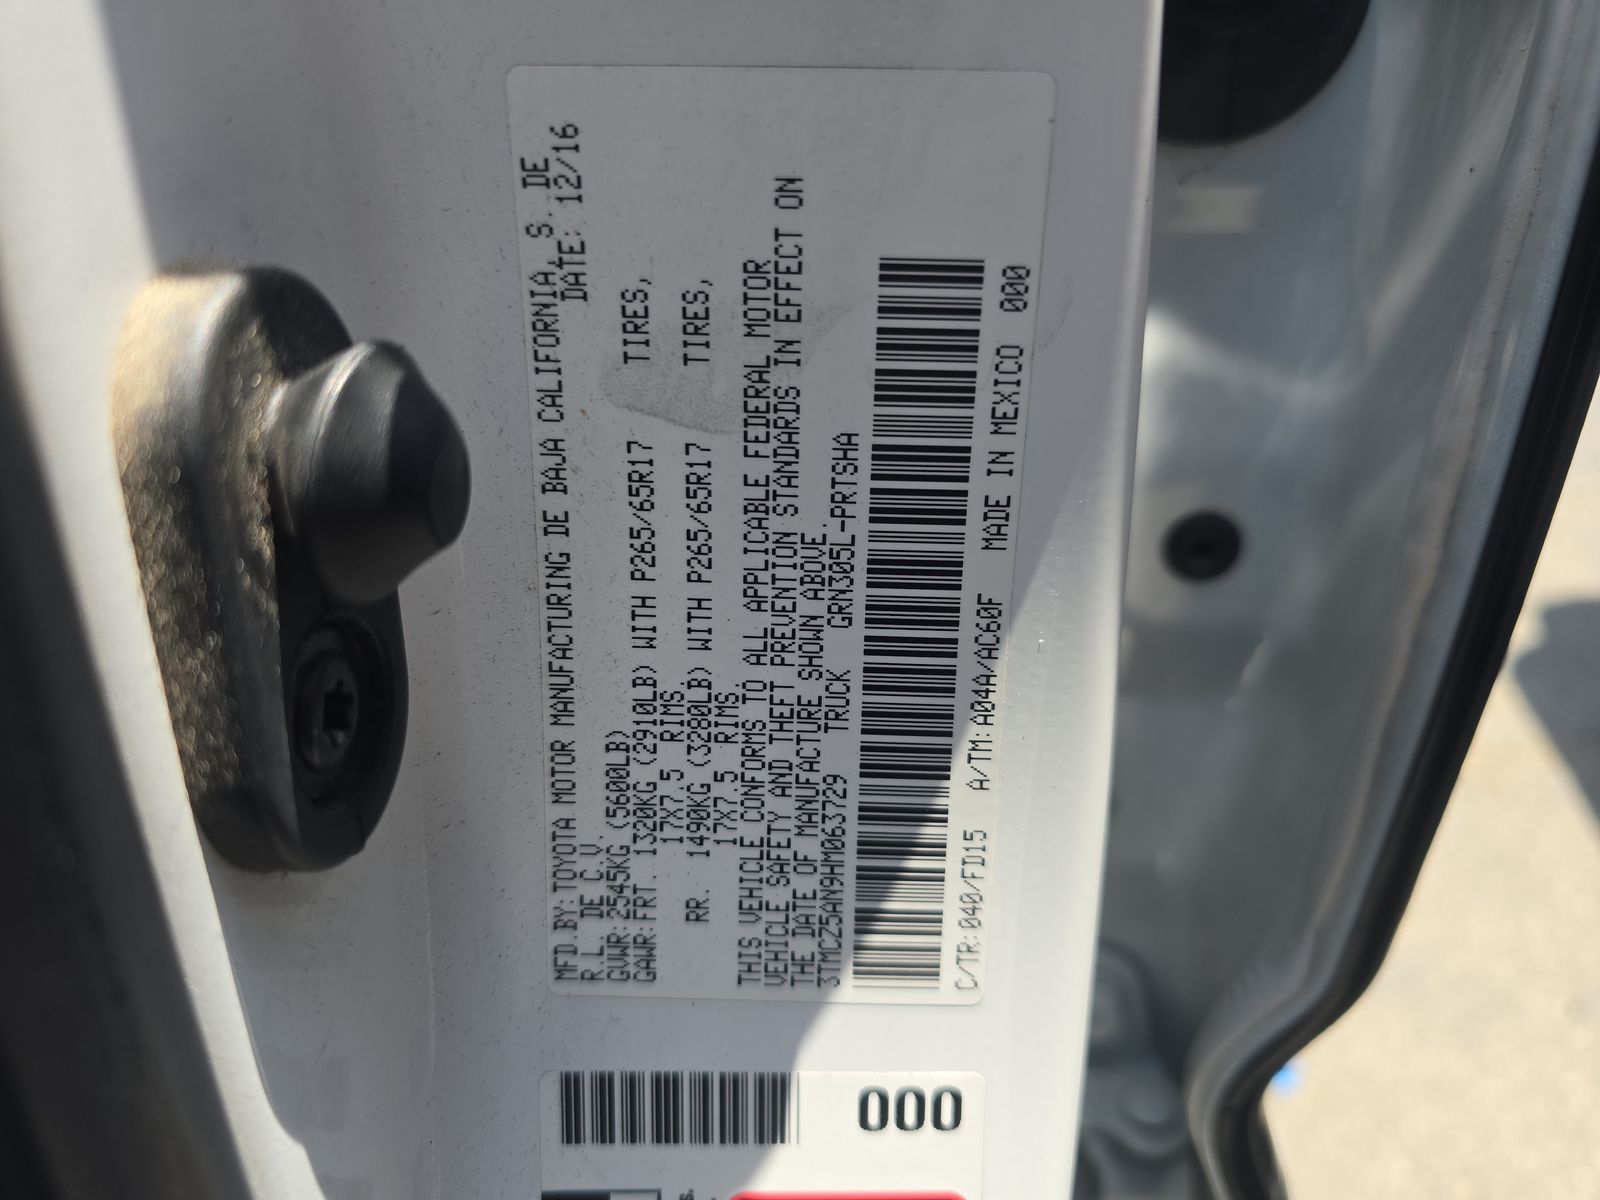 MFD.BY:TOYOTA MOTOR MANUFACTURING DE BAJA CALIFORNIA, S. DE
R.L. DE C.V. DATE: 12/16
GVWR:2545KG (5600LB)
GAWR:FRT. 1320KG (2910LB) WITH P265/65R17 TIRES,
17X7.5 RIMS.
RR. 1490KG (3280LB) WITH P265/65R17 TIRES,
17X7.5 RIMS.
THIS VEHICLE CONFORMS TO ALL APPLICABLE FEDERAL MOTOR
VEHICLE SAFETY AND THEFT PREVENTION STANDARDS IN EFFECT ON
THE DATE OF MANUFACTURE SHOWN ABOVE.
3TMCZ5AN9HM063729 TRUCK GRN305L-PRTSHA
C/TR:040/FD15 A/TM:A04A/AC60F MADE IN MEXICO 000
000